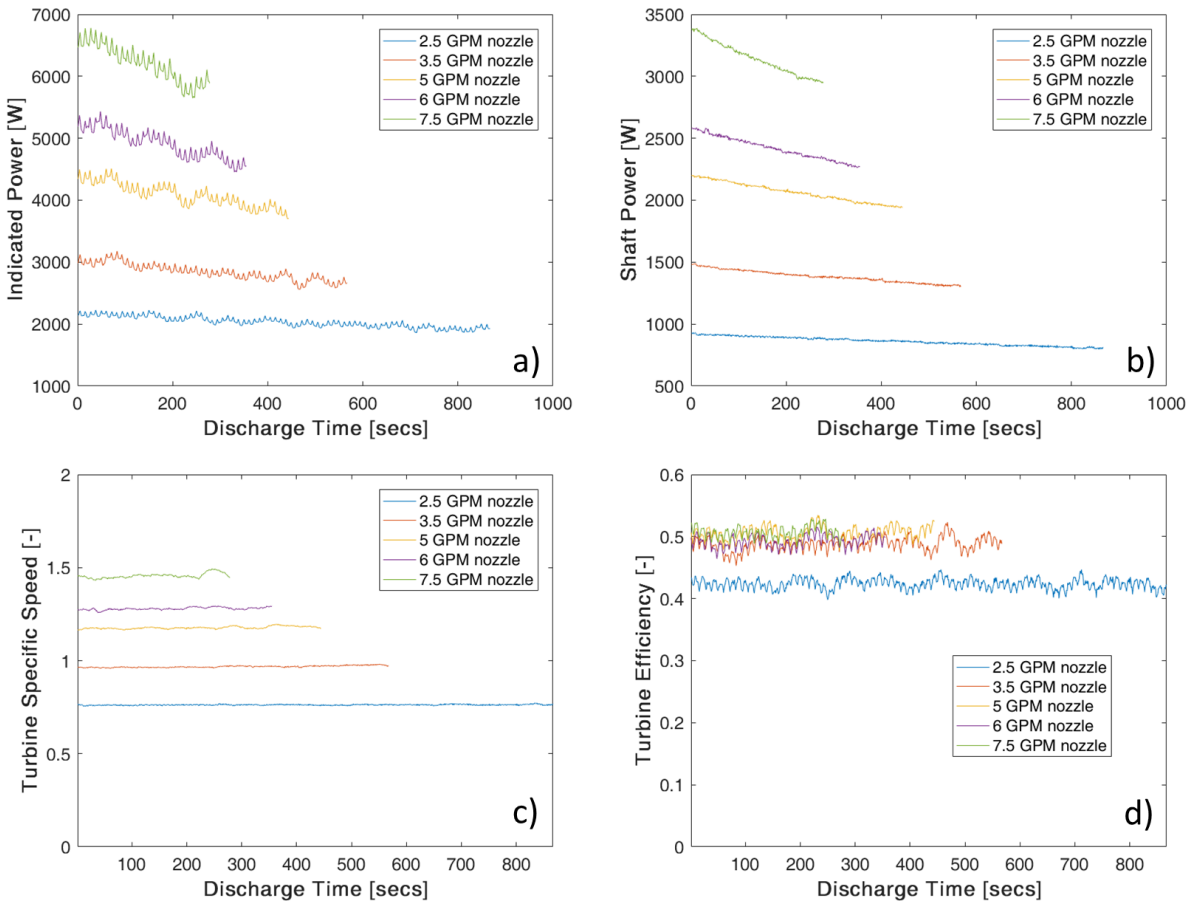 7000
6000
5000
4000
3000
2000
1000
Indicated Power [W]
0 200 400 600 800 1000
Discharge Time [secs]
2.5 GPM nozzle
3.5 GPM nozzle
5 GPM nozzle
6 GPM nozzle
7.5 GPM nozzle
a)
3500
3000
2500
2000
1500
1000
500
Shaft Power [W]
0 200 400 600 800 1000
Discharge Time [secs]
2.5 GPM nozzle
3.5 GPM nozzle
5 GPM nozzle
6 GPM nozzle
7.5 GPM nozzle
b)
2
1.5
1
0.5
0
Turbine Specific Speed [-]
100 200 300 400 500 600 700 800
Discharge Time [secs]
2.5 GPM nozzle
3.5 GPM nozzle
5 GPM nozzle
6 GPM nozzle
7.5 GPM nozzle
c)
0.6
0.5
0.4
0.3
0.2
0.1
0
Turbine Efficiency [-]
100 200 300 400 500 600 700 800
Discharge Time [secs]
2.5 GPM nozzle
3.5 GPM nozzle
5 GPM nozzle
6 GPM nozzle
7.5 GPM nozzle
d)